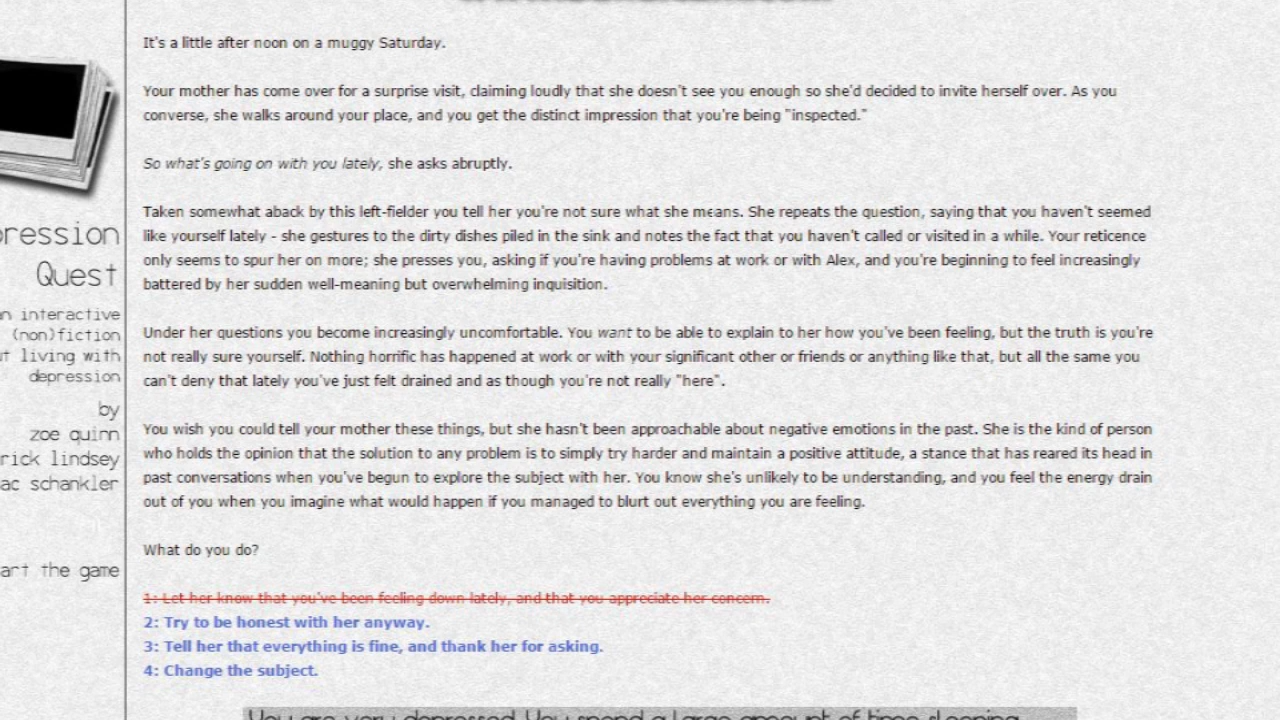 It's a little after noon on a muggy Saturday.
Your mother has come over for a surprise visit, claiming loudly that she doesn't see you enough so she'd decided to invite herself over. As you
converse, she walks around your place, and you get the distinct impression that you're being "inspected."
So what's going on with you lately, she asks abruptly.
Taken somewhat aback by this left-fielder you tell her you're not sure what she means. She repeats the question, saying that you haven't seemed
like yourself lately - she gestures to the dirty dishes piled in the sink and notes the fact that you haven't called or visited in a while. Your reticence
only seems to spur her on more; she presses you, asking if you're having problems at work or with Alex, and you're beginning to feel increasingly
battered by her sudden well-meaning but overwhelming inquisition.
Under her questions you become increasingly uncomfortable. You want to be able to explain to her how you've been feeling, but the truth is you're
not really sure yourself. Nothing horrific has happened at work or with your significant other or friends or anything like that, but all the same you
can't deny that lately you've just felt drained and as though you're not really "here".
You wish you could tell your mother these things, but she hasn't been approachable about negative emotions in the past. She is the kind of person
who holds the opinion that the solution to any problem is to simply try harder and maintain a positive attitude, a stance that has reared its head in
past conversations when you've begun to explore the subject with her. You know she's unlikely to be understanding, and you feel the energy drain
out of you when you imagine what would happen if you managed to blurt out everything you are feeling.
What do you do?
1: Let her know that you've been feeling down lately, and that you appreciate her concern.
2: Try to be honest with her anyway.
3: Tell her that everything is fine, and thank her for asking.
4: Change the subject.
You are very depressed. You spend a large amount of time sleeping,
pression
Quest
an interactive
(non)fiction
t living with
depression
by
zoe quinn
rick lindsey
ac schankler
art the game